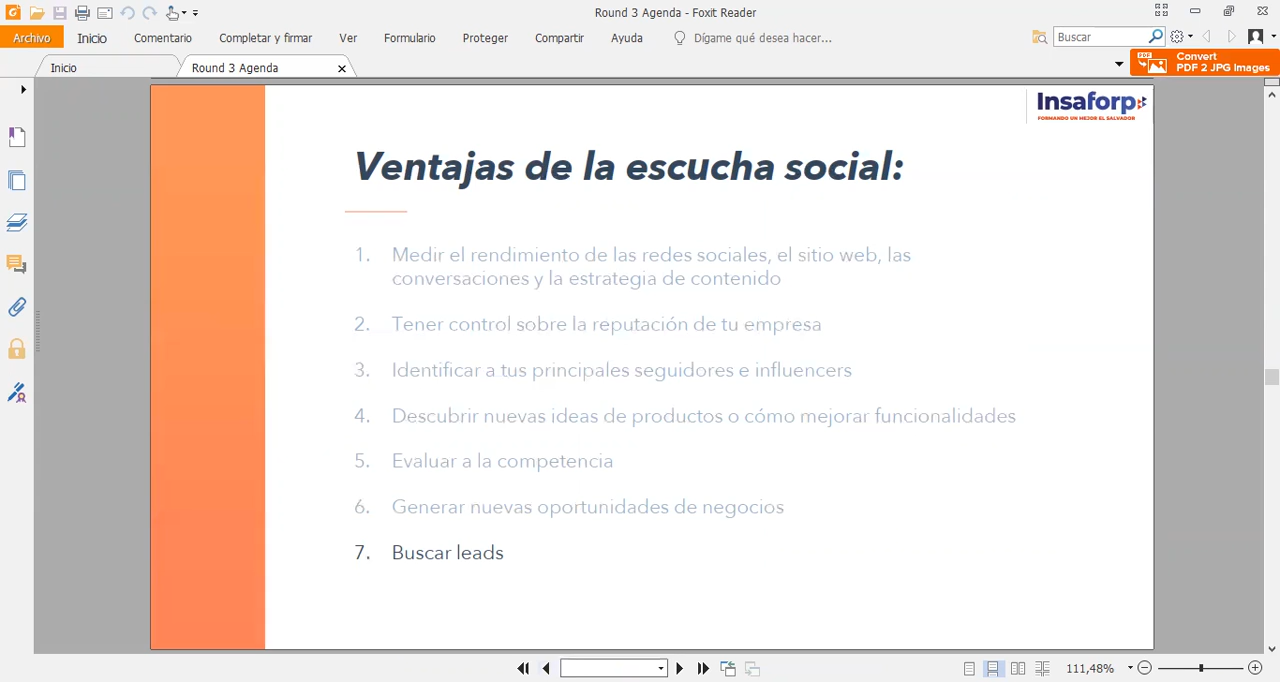 Round 3 Agenda - Foxit Reader
Archivo Inicio Comentario Completar y firmar Ver Formulario Proteger Compartir Ayuda Dígame qué desea hacer... Buscar
Inicio Round 3 Agenda
Convert
PDF 2 JPG Images
Insaforp
FORMANDO UN MEJOR EL SALVADOR
Ventajas de la escucha social:
1. Medir el rendimiento de las redes sociales, el sitio web, las
conversaciones y la estrategia de contenido
2. Tener control sobre la reputación de tu empresa
3. Identificar a tus principales seguidores e influencers
4. Descubrir nuevas ideas de productos o cómo mejorar funcionalidades
5. Evaluar a la competencia
6. Generar nuevas oportunidades de negocios
7. Buscar leads
111,48%